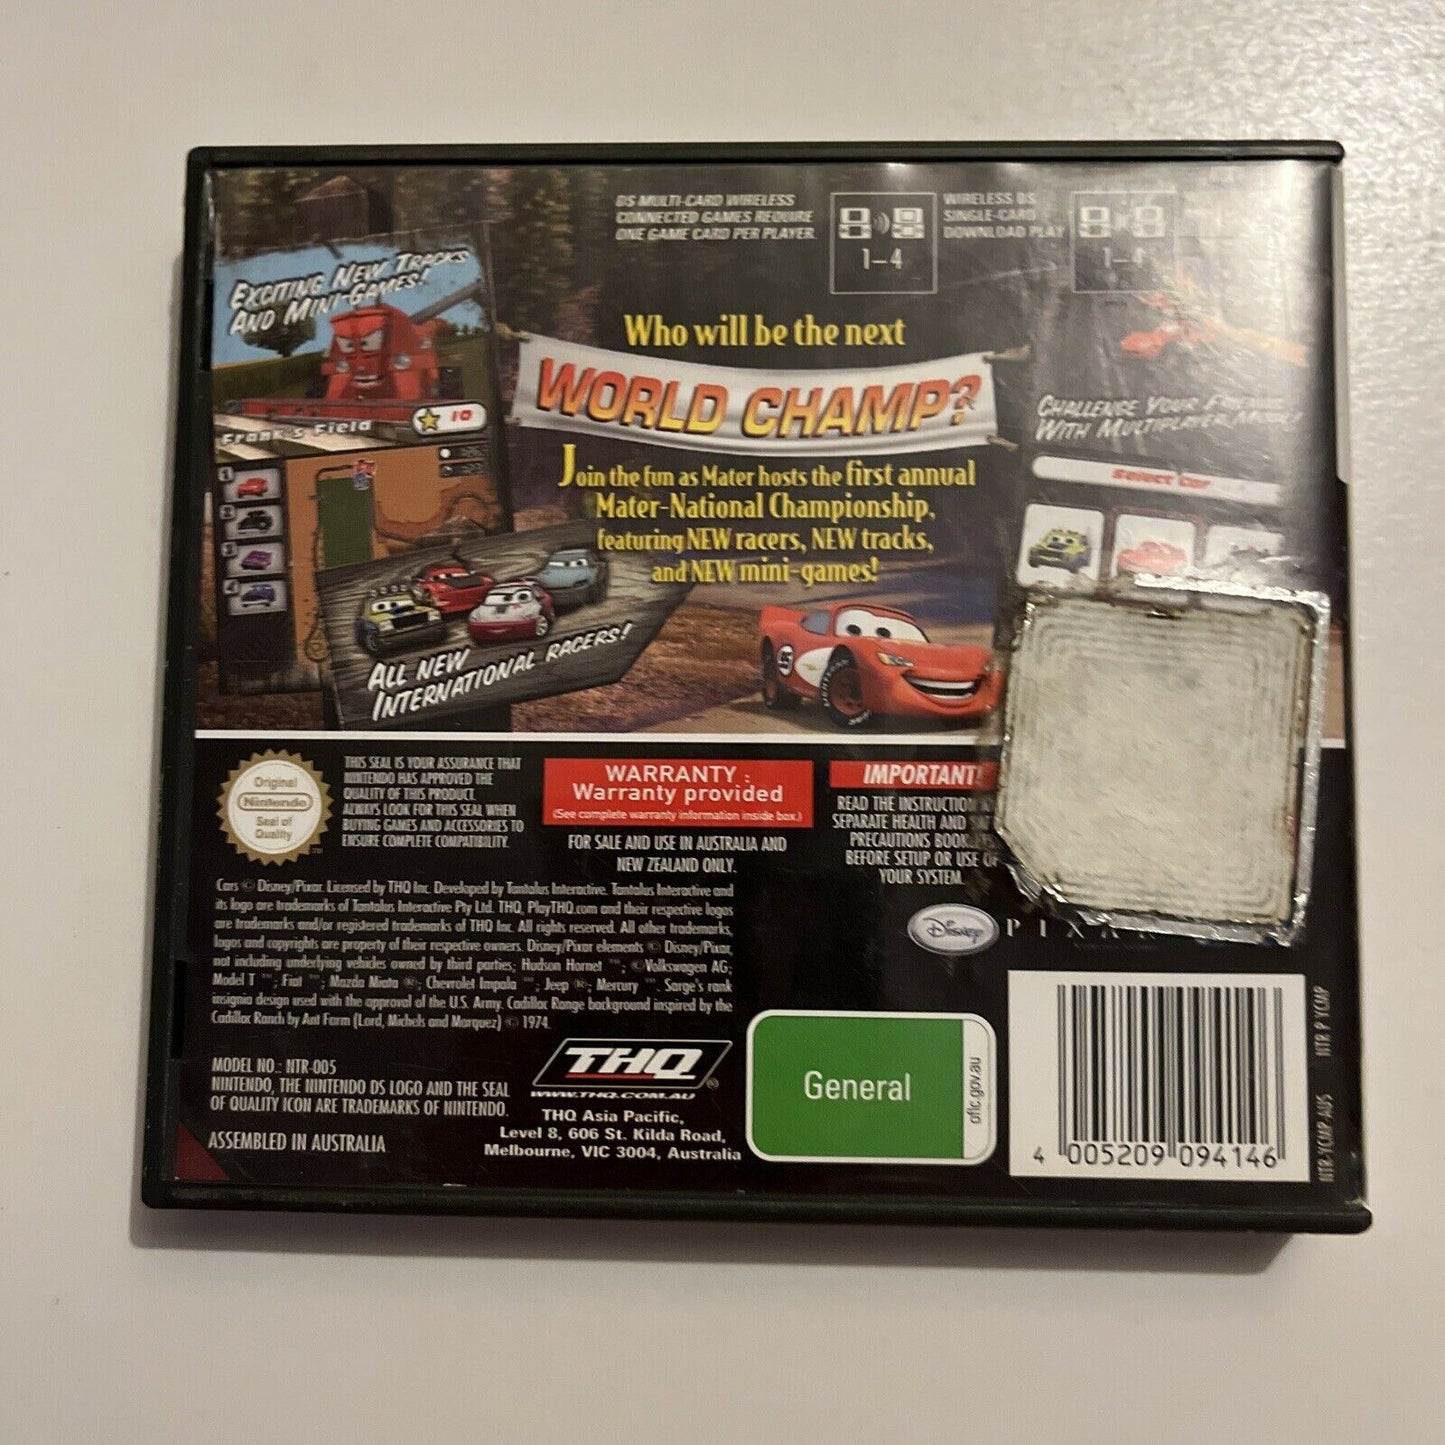 DS MULTI-CARD WIRELESS
CONNECTED GAMES REQUIRE
ONE GAME CARD PER PLAYER.
1–4
WIRELESS DS
SINGLE-CARD
DOWNLOAD PLAY
1–4
EXCITING NEW TRACKS
AND MINI-GAMES!
10
Frank's Field
1
2
3
4
Who will be the next
WORLD CHAMP?
Join the fun as Mater hosts the first annual
Mater-National Championship,
featuring NEW racers, NEW tracks,
and NEW mini-games!
CHALLENGE YOUR
WITH MULTIPLAYER
Select Car
ALL NEW
INTERNATIONAL RACERS!
95
Original
Nintendo
Seal of
Quality
THIS SEAL IS YOUR ASSURANCE THAT
NINTENDO HAS APPROVED THE
QUALITY OF THIS PRODUCT.
ALWAYS LOOK FOR THIS SEAL WHEN
BUYING GAMES AND ACCESSORIES TO
ENSURE COMPLETE COMPATIBILITY.
WARRANTY :
Warranty provided
(See complete warranty information inside box.)
FOR SALE AND USE IN AUSTRALIA AND
NEW ZEALAND ONLY.
IMPORTANT!
READ THE INSTRUCTION
SEPARATE HEALTH AND
PRECAUTIONS
BEFORE SETUP OR USE OF
YOUR SYSTEM.
Cars © Disney/Pixar. Licensed by THQ Inc. Developed by Tantalus Interactive. Tantalus Interactive and
its logo are trademarks of Tantalus Interactive Pty Ltd. THQ, PlayTHQ.com and their respective logos
are trademarks and/or registered trademarks of THQ Inc. All rights reserved. All other trademarks,
logos and copyrights are property of their respective owners. Disney/Pixar elements © Disney/Pixar,
not including underlying vehicles owned by third parties; Hudson Hornet ™; © Volkswagen AG;
Model T ™; Fiat ™; Mazda Miata ®; Chevrolet Impala ™; Jeep ®; Mercury ™. Sarge's rank
insignia design used with the approval of the U.S. Army. Cadillac Range background inspired by the
Cadillac Ranch by Ant Farm (Lord, Michels and Marquez) © 1974.
Disney PIXAR
MODEL NO.: NTR-005
NINTENDO, THE NINTENDO DS LOGO AND THE SEAL
OF QUALITY ICON ARE TRADEMARKS OF NINTENDO.
ASSEMBLED IN AUSTRALIA
THQ®
WWW.THQ.COM.AU
THQ Asia Pacific,
Level 8, 606 St. Kilda Road,
Melbourne, VIC 3004, Australia
General
oflc.gov.au
4 005209 094146
NTR-YCMP-AUS
NTR P YCMP